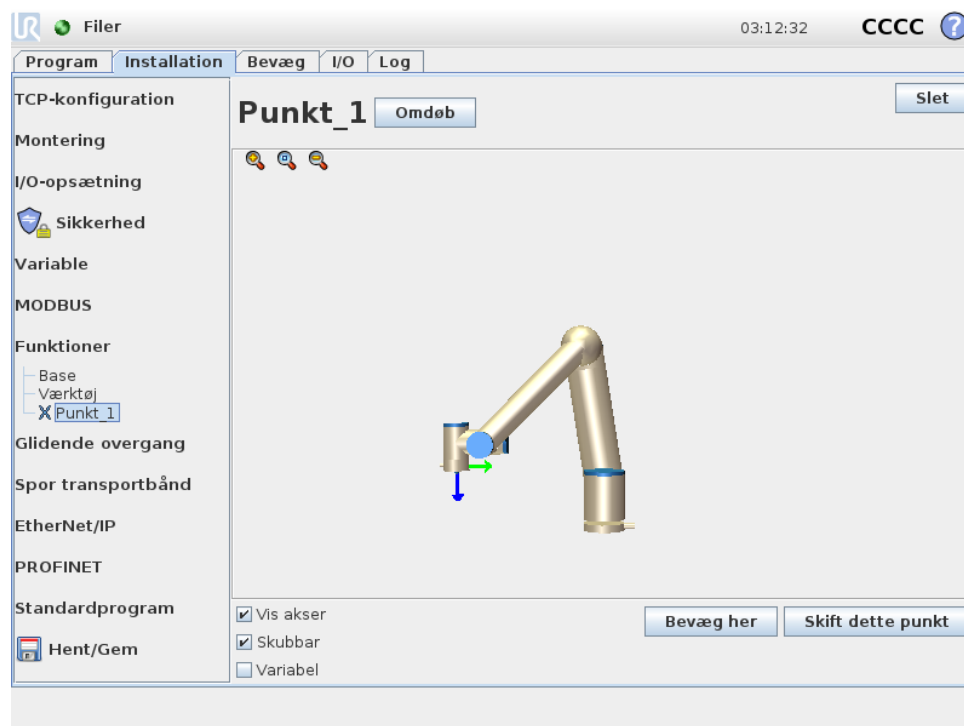 UR Filer 03:12:32 CCCC ?
Program Installation Bevæg I/O Log
TCP-konfiguration
Montering
I/O-opsætning
Sikkerhed
Variable
MODBUS
Funktioner
Base
Værktøj
Punkt_1
Glidende overgang
Spor transportbånd
EtherNet/IP
PROFINET
Standardprogram
Hent/Gem
Punkt_1 Omdøb Slet
Vis akser
Skubbar
Variabel
Bevæg her Skift dette punkt